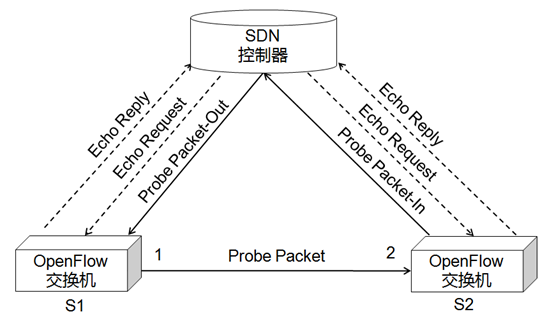 SDN
控制器
Echo Reply
Echo Request
Probe Packet-Out
Echo Reply
Echo Request
Probe Packet-In
OpenFlow
交换机
1
Probe Packet
2
OpenFlow
交换机
S1
S2